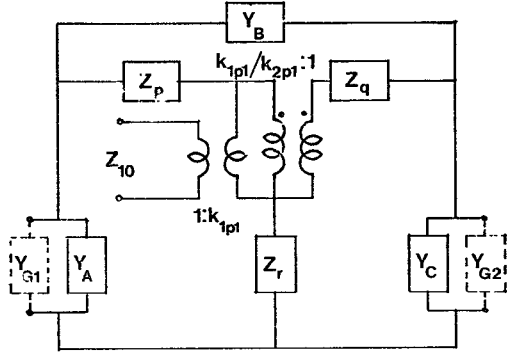 Y_B
k_1p1/k_2p1:1
Z_p
Z_q
Z_10
1:k_1p1
Y_G1
Y_A
Z_r
Y_C
Y_G2